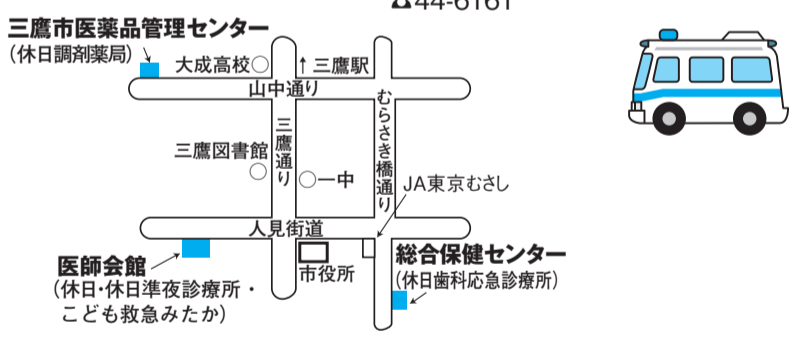 ☎44-6161
三鷹市医薬品管理センター
(休日調剤薬局)
大成高校
↑三鷹駅
山中通り
むらさき橋通り
三鷹通り
三鷹図書館
一中
JA東京むさし
人見街道
医師会館
(休日・休日準夜診療所・
こども救急みたか)
市役所
総合保健センター
(休日歯科応急診療所)